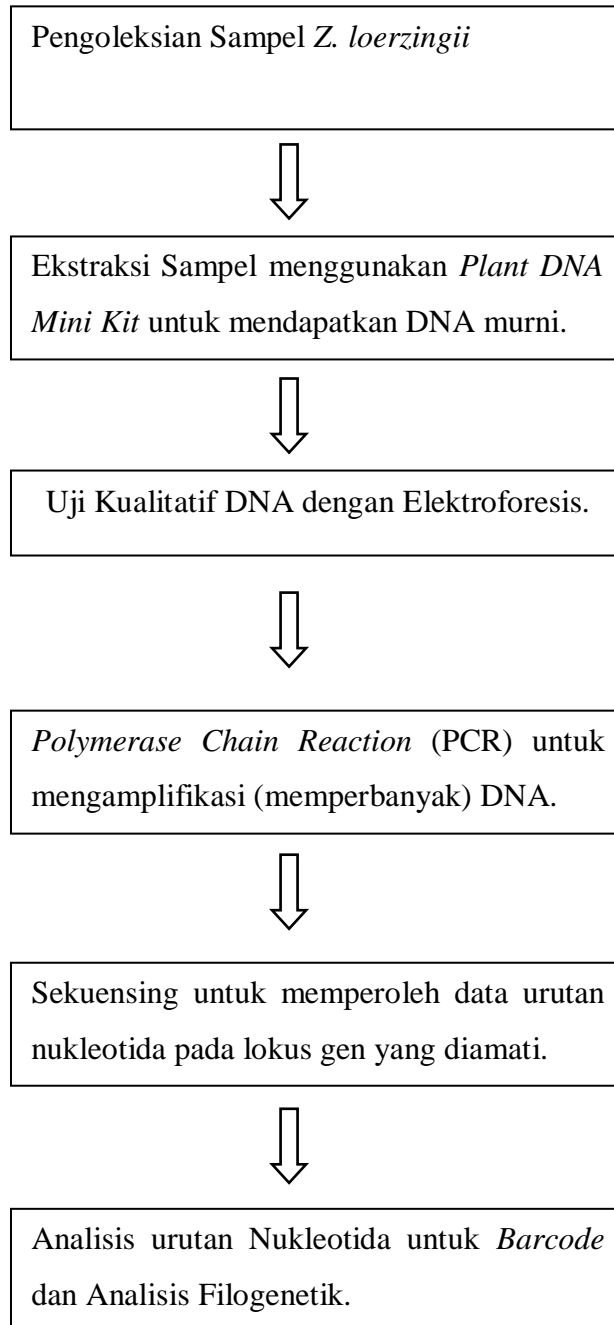 Pengoleksian Sampel Z. loerzingii
Ekstraksi Sampel menggunakan Plant DNA
Mini Kit untuk mendapatkan DNA murni.
Uji Kualitatif DNA dengan Elektroforesis.
Polymerase Chain Reaction (PCR) untuk
mengamplifikasi (memperbanyak) DNA.
Sekuensing untuk memperoleh data urutan
nukleotida pada lokus gen yang diamati.
Analisis urutan Nukleotida untuk Barcode
dan Analisis Filogenetik.